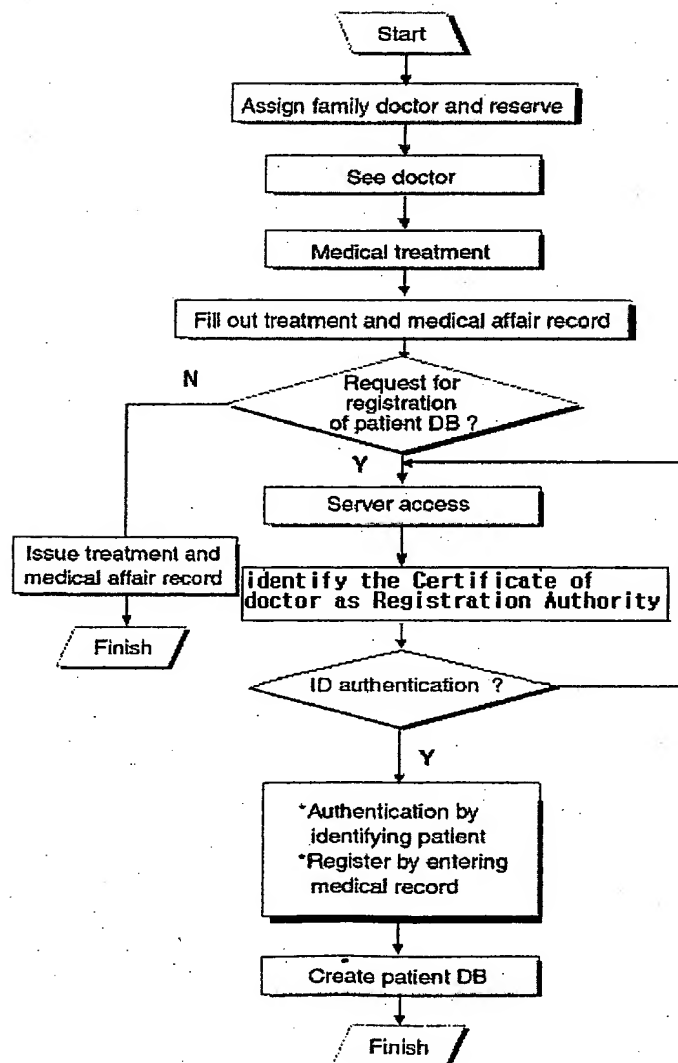 Start
Assign family doctor and reserve
See doctor
Medical treatment
Fill out treatment and medical affair record
N
Request for
registration
of patient DB ?
Y
Server access
Issue treatment and
medical affair record
identify the Certificate of
doctor as Registration Authority
Finish
ID authentication ?
Y
*Authentication by
identifying patient
*Register by entering
medical record
Create patient DB
Finish